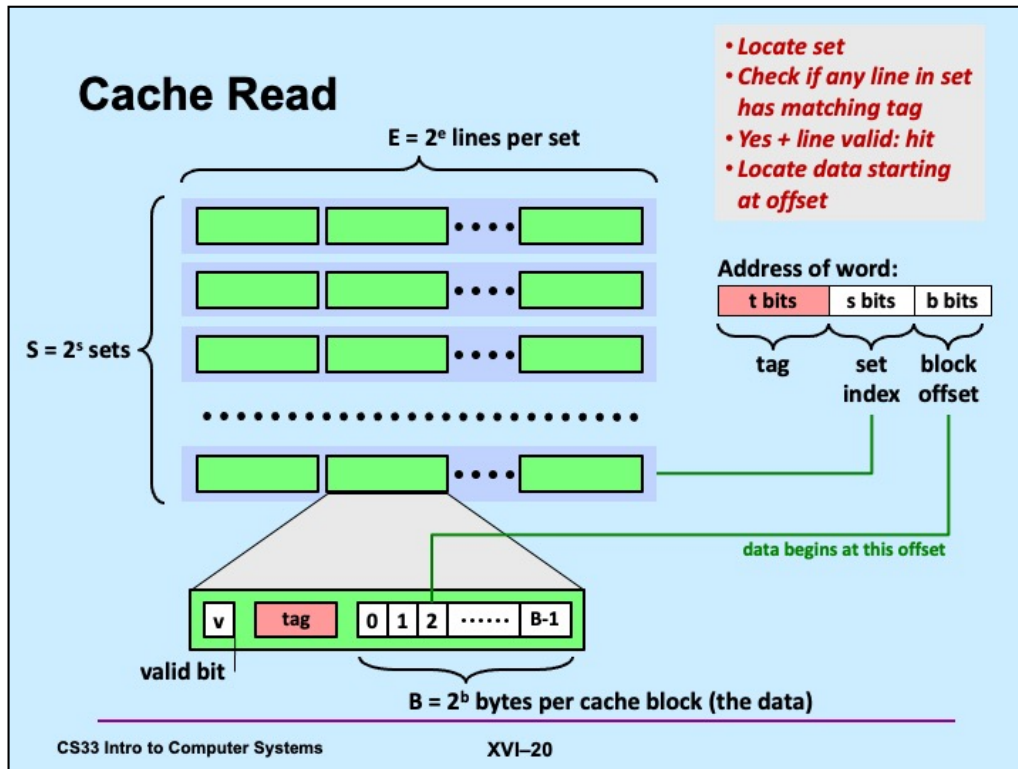 Cache Read
• Locate set
• Check if any line in set
has matching tag
• Yes + line valid: hit
• Locate data starting
at offset
E = 2ᵉ lines per set
S = 2ˢ sets
Address of word:
t bits s bits b bits
tag set index block offset
data begins at this offset
v tag 0 1 2 ······ B-1
valid bit
B = 2ᵇ bytes per cache block (the data)
CS33 Intro to Computer Systems XVI–20